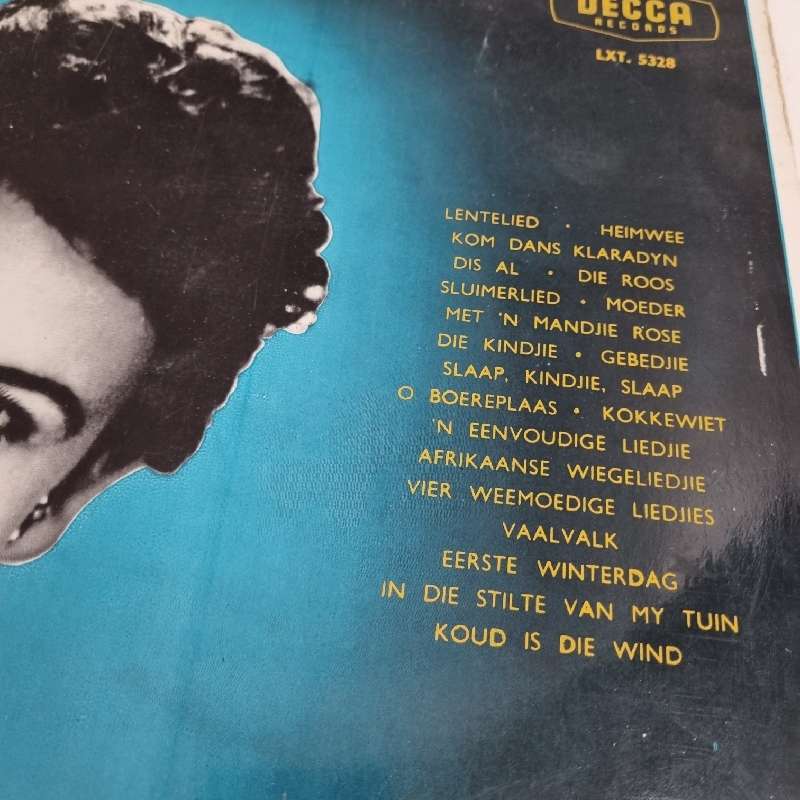 DECCA
RECORDS
LXT. 5328
LENTELIED • HEIMWEE
KOM DANS KLARADYN
DIS AL • DIE ROOS
SLUIMERLIED • MOEDER
MET 'N MANDJIE ROSE
DIE KINDJIE • GEBEDJIE
SLAAP, KINDJIE, SLAAP
O BOEREPLAAS • KOKKEWIET
'N EENVOUDIGE LIEDJIE
AFRIKAANSE WIEGELIEDJIE
VIER WEEMOEDIGE LIEDJIES
VAALVALK
EERSTE WINTERDAG
IN DIE STILTE VAN MY TUIN
KOUD IS DIE WIND